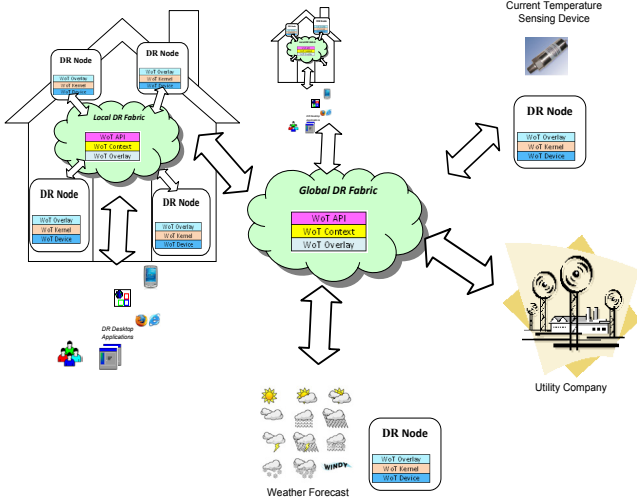 Current Temperature
Sensing Device
DR Node
WoT Overlay
WoT Kernel
WoT Device
DR Node
WoT Overlay
WoT Kernel
WoT Device
Local DR Fabric
WoT API
WoT Context
WoT Overlay
DR Node
WoT Overlay
WoT Kernel
WoT Device
DR Node
WoT Overlay
WoT Kernel
WoT Device
DR Node
WoT Overlay
WoT Kernel
WoT Device
Global DR Fabric
WoT API
WoT Context
WoT Overlay
DR Desktop
Applications
Utility Company
WINDY
DR Node
WoT Overlay
WoT Kernel
WoT Device
Weather Forecast